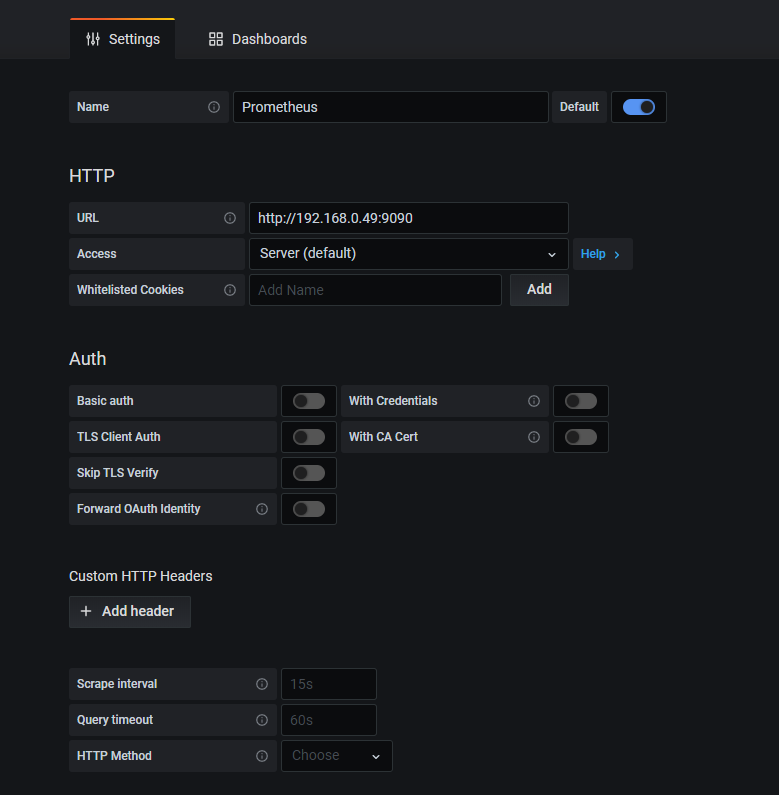 Settings Dashboards
Name Prometheus Default
HTTP
URL http://192.168.0.49:9090
Access Server (default) Help
Whitelisted Cookies Add Name Add
Auth
Basic auth With Credentials
TLS Client Auth With CA Cert
Skip TLS Verify
Forward OAuth Identity
Custom HTTP Headers
+ Add header
Scrape interval 15s
Query timeout 60s
HTTP Method Choose